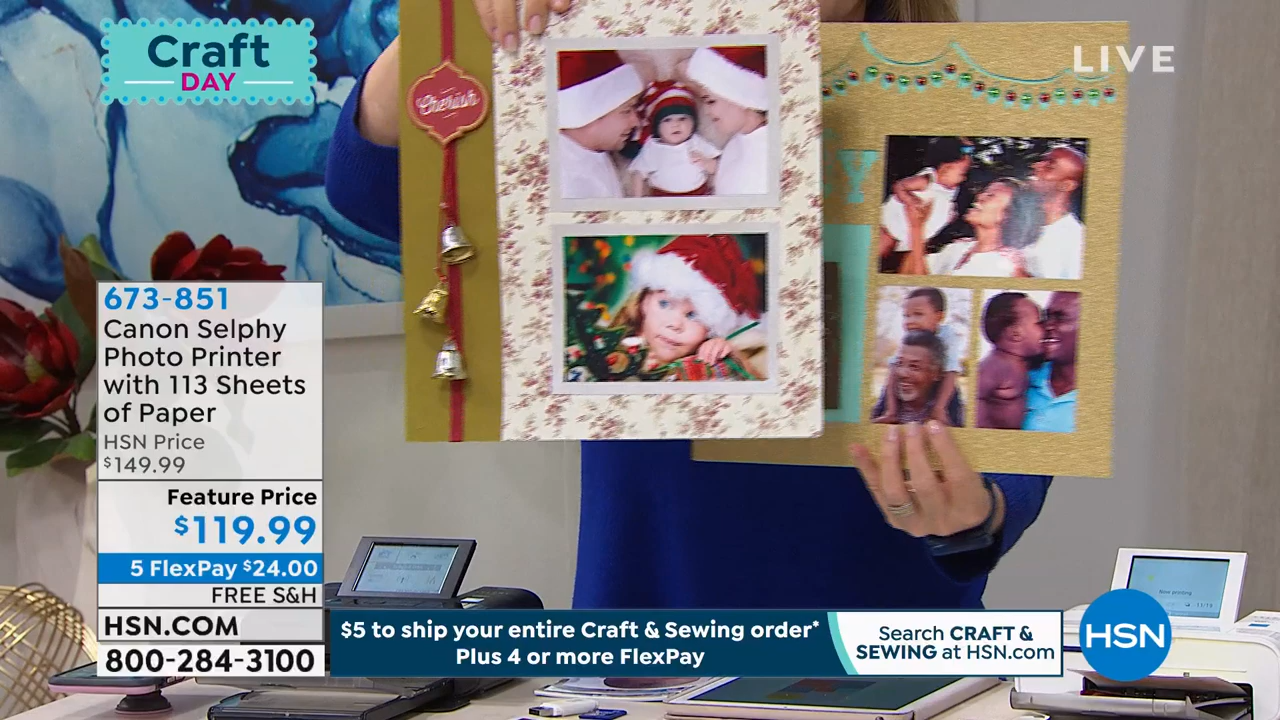 Craft
DAY
LIVE
Cherish
Y
673-851
Canon Selphy
Photo Printer
with 113 Sheets
of Paper
HSN Price
$149.99
Feature Price
$119.99
5 FlexPay $24.00
FREE S&H
HSN.COM
800-284-3100
$5 to ship your entire Craft & Sewing order*
Plus 4 or more FlexPay
Search CRAFT &
SEWING at HSN.com
HSN
Now printing